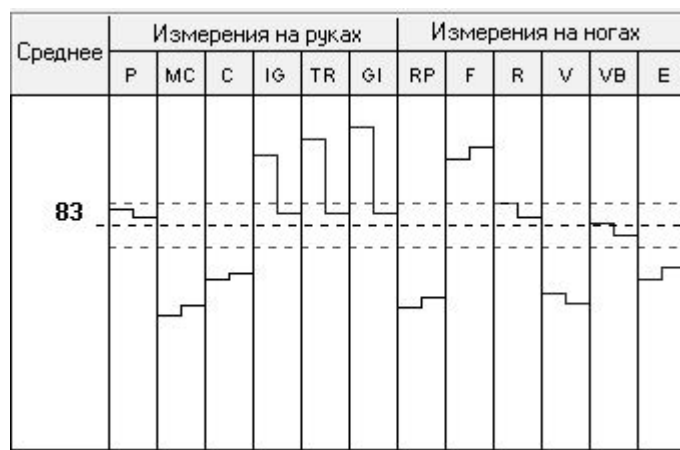 Среднее
Измерения на руках
Измерения на ногах
P MC C IG TR GI RP F R V VB E
83